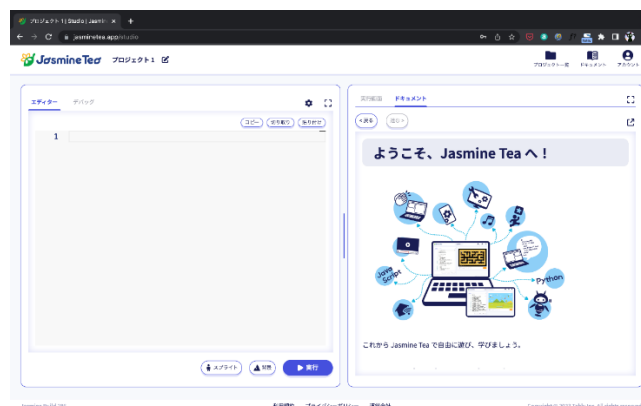 プロジェクト1 | Studio | Jasmin
jasminetea.app/studio
Jasmine Tea プロジェクト1
プロジェクト一覧 ドキュメント アカウント
エディター デバッグ
実行画面 ドキュメント
コピー 切り取り 貼り付け
<戻る 進む>
1
ようこそ、Jasmine Tea へ！
Java Script
Python
これから Jasmine Tea で自由に遊び、学びましょう。
スプライト 背景 実行
利用規約 プライバシーポリシー 運営会社